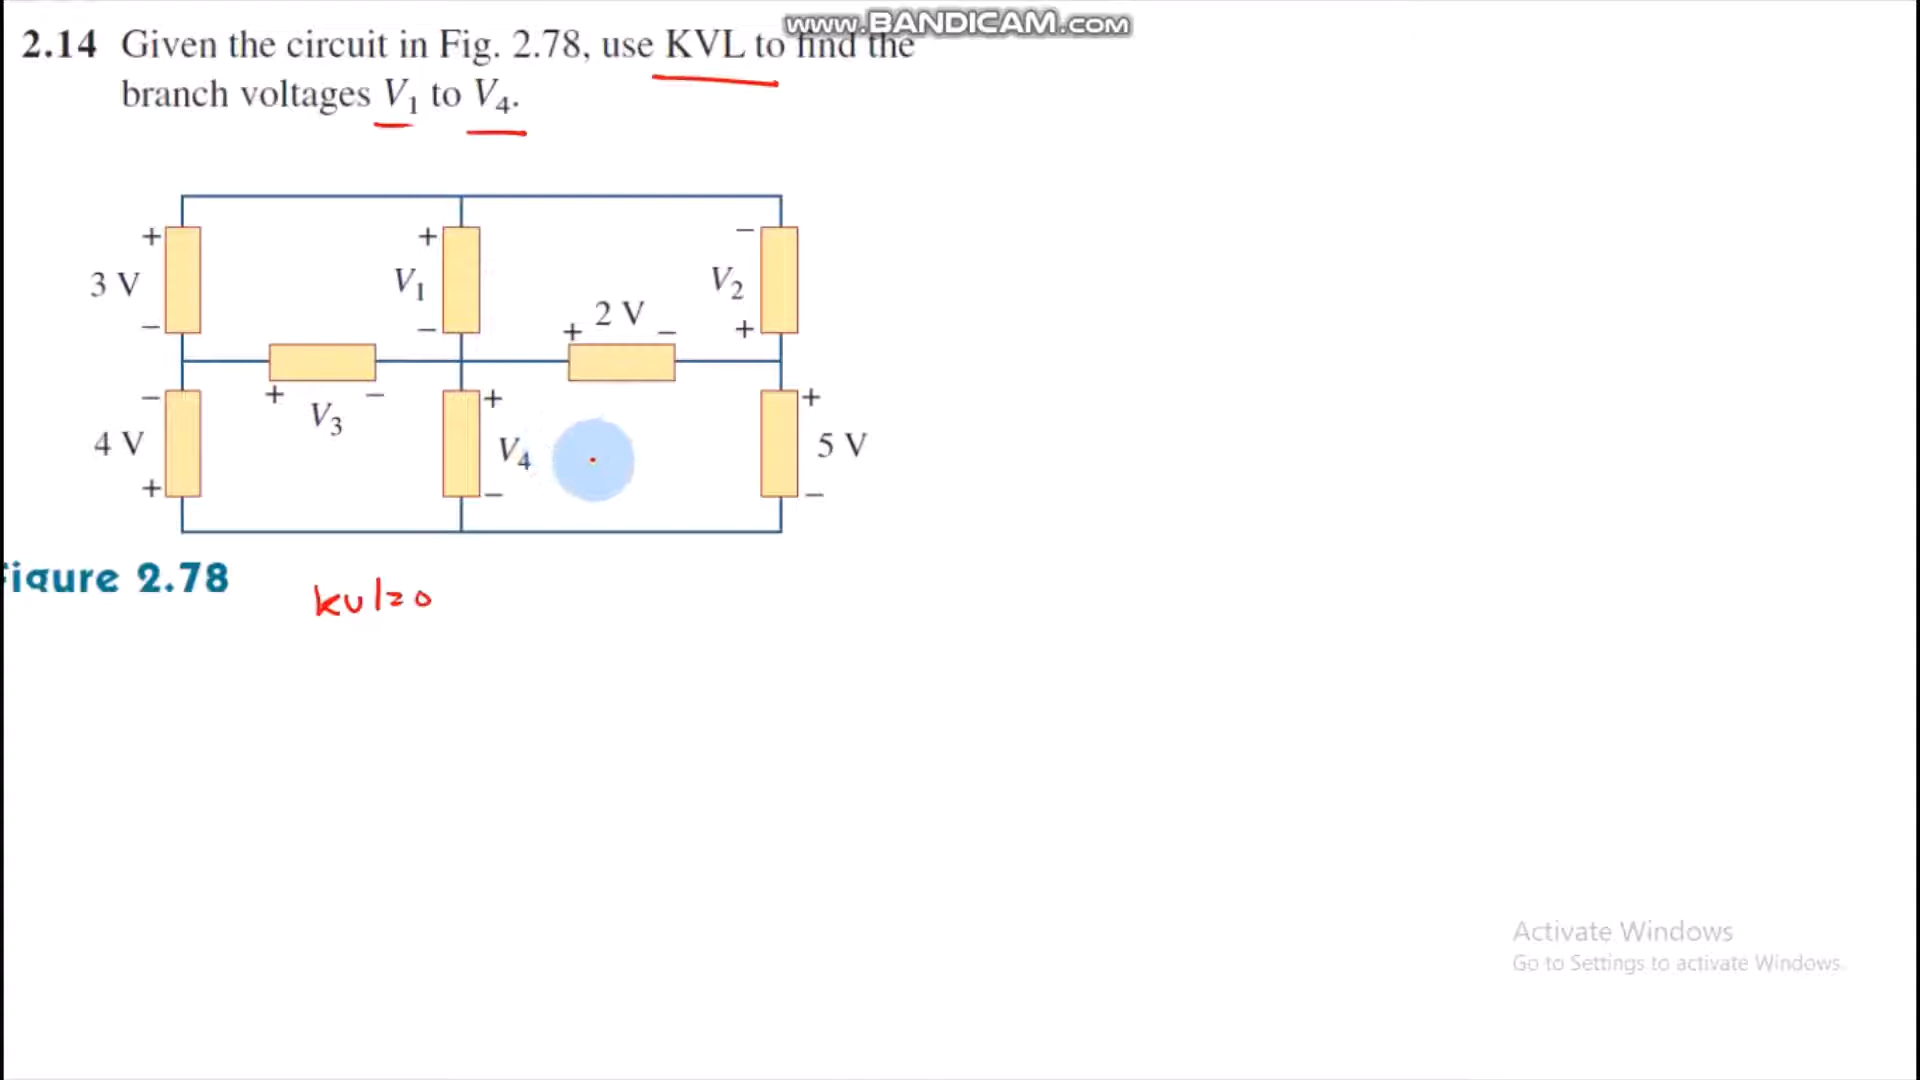 www.BANDICAM.com
2.14 Given the circuit in Fig. 2.78, use KVL to find the
branch voltages V₁ to V₄.
+ + −
3 V V₁ V₂
2 V
− − + − +
− + − + +
V₃
4 V V₄ 5 V
+ − −
igure 2.78
kvl=0
Activate Windows
Go to Settings to activate Windows.